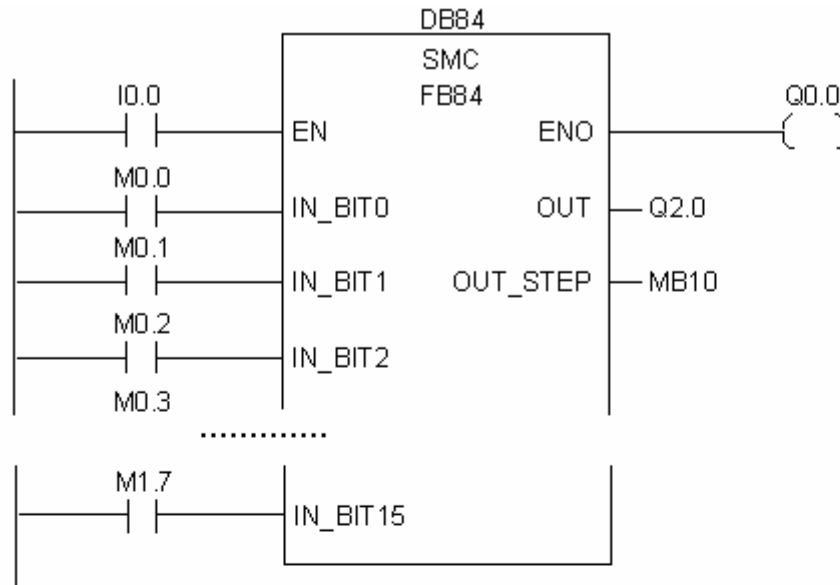 DB84
SMC
FB84
I0.0
EN
ENO
Q0.0
M0.0
IN_BIT0
OUT
Q2.0
M0.1
IN_BIT1
OUT_STEP
MB10
M0.2
IN_BIT2
M0.3
.............
M1.7
IN_BIT15